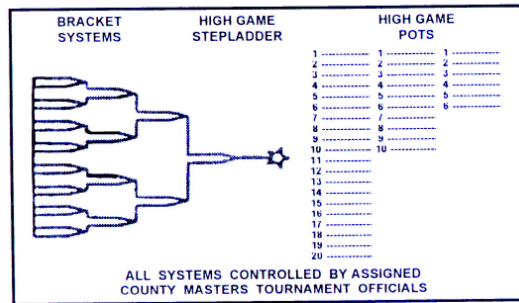 BRACKET SYSTEMS
HIGH GAME STEPLADDER
HIGH GAME POTS
1 1 1
2 2 2
3 3 3
4 4 4
5 5 5
6 6 6
7 7
8 8
9 9
10 10
11
12
13
14
15
16
17
18
19
20
ALL SYSTEMS CONTROLLED BY ASSIGNED
COUNTY MASTERS TOURNAMENT OFFICIALS